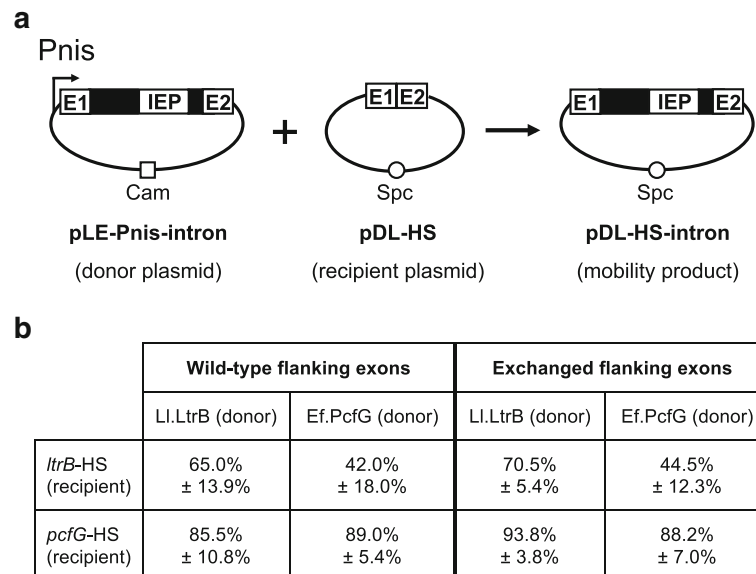 a
Pnis
E1 IEP E2
E1 E2
E1 IEP E2
+
Cam
Spc
Spc
pLE-Pnis-intron
pDL-HS
pDL-HS-intron
(donor plasmid)
(recipient plasmid)
(mobility product)
b
Wild-type flanking exons
Exchanged flanking exons
Ll.LtrB (donor)
Ef.PcfG (donor)
Ll.LtrB (donor)
Ef.PcfG (donor)
ltrB-HS
(recipient)
65.0%
± 13.9%
42.0%
± 18.0%
70.5%
± 5.4%
44.5%
± 12.3%
pcfG-HS
(recipient)
85.5%
± 10.8%
89.0%
± 5.4%
93.8%
± 3.8%
88.2%
± 7.0%